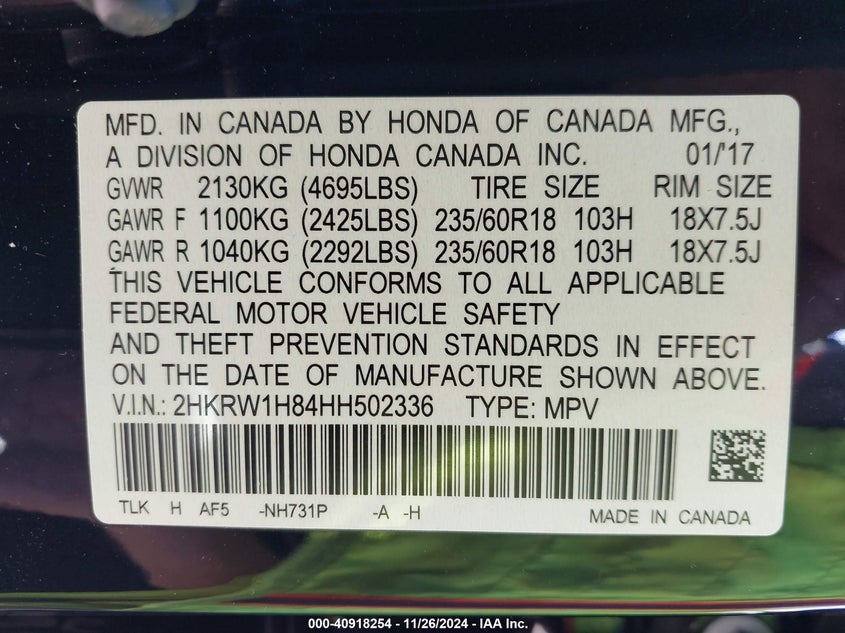 MFD. IN CANADA BY HONDA OF CANADA MFG.,
A DIVISION OF HONDA CANADA INC. 01/'17
GVWR 2130KG (4695LBS) TIRE SIZE RIM SIZE
GAWR F 1100KG (2425LBS) 235/60R18 103H 18X7.5J
GAWR R 1040KG (2292LBS) 235/60R18 103H 18X7.5J
THIS VEHICLE CONFORMS TO ALL APPLICABLE
FEDERAL MOTOR VEHICLE SAFETY
AND THEFT PREVENTION STANDARDS IN EFFECT
ON THE DATE OF MANUFACTURE SHOWN ABOVE.
V.I.N.: 2HKRW1H84HH502336 TYPE: MPV
TLK H AF5 -NH731P -A -H
MADE IN CANADA
000-40918254 - 11/26/2024 - IAA Inc.